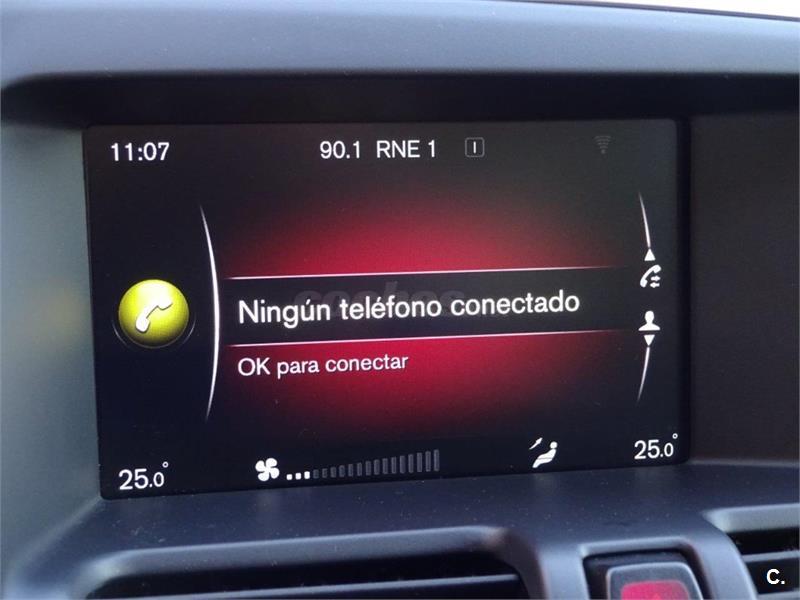 11:07 90.1 RNE 1 I
Ningún teléfono conectado
OK para conectar
25.0° 25.0°
C.